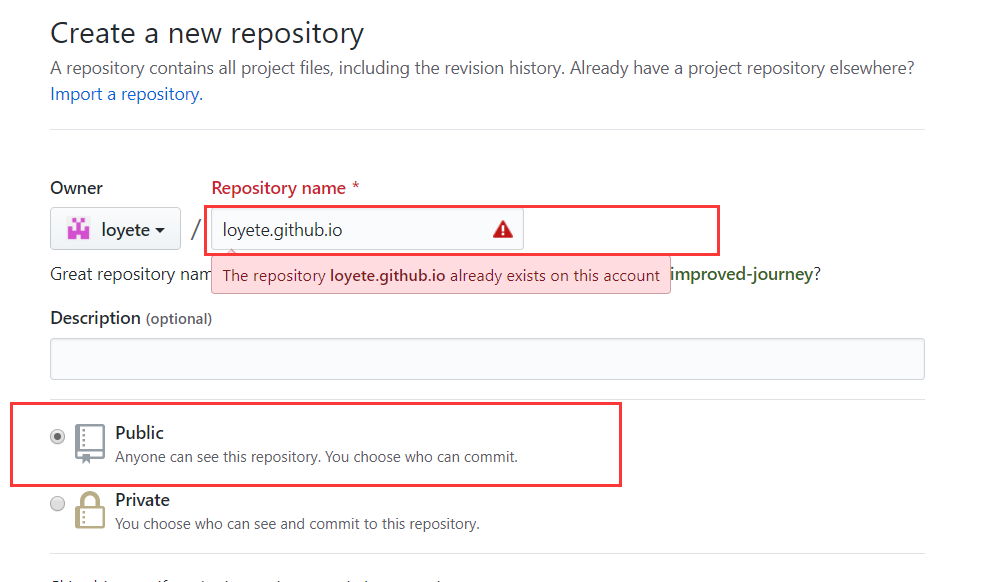 Create a new repository
A repository contains all project files, including the revision history. Already have a project repository elsewhere?
Import a repository.
Owner
Repository name *
loyete
/
loyete.github.io
Great repository nam
The repository loyete.github.io already exists on this account
improved-journey?
Description (optional)
Public
Anyone can see this repository. You choose who can commit.
Private
You choose who can see and commit to this repository.